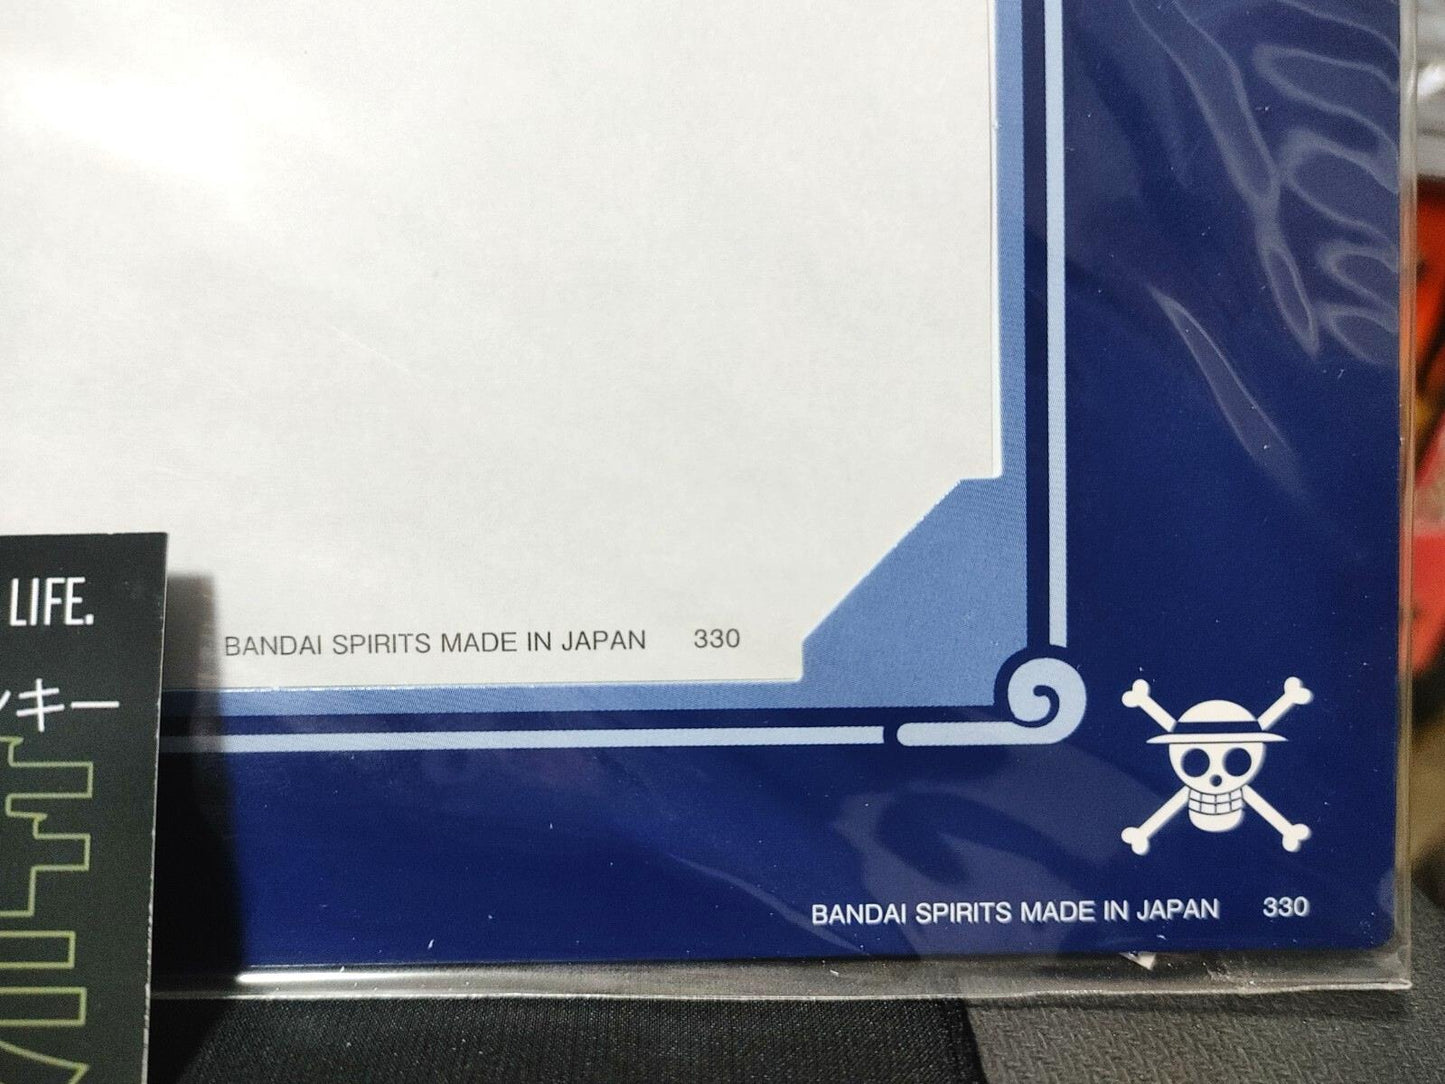 LIFE.
ンキー
BANDAI SPIRITS MADE IN JAPAN 330
BANDAI SPIRITS MADE IN JAPAN 330